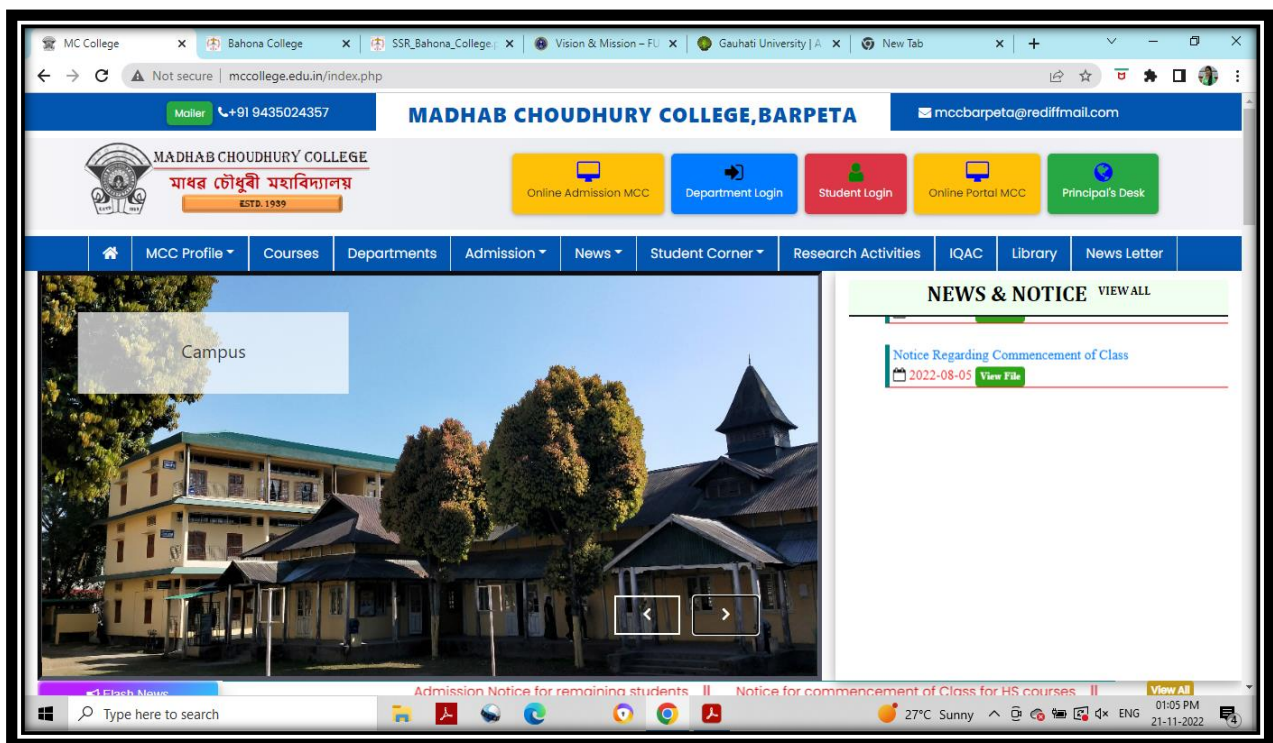 MC College
Bahona College
SSR_Bahona_College.p
Vision & Mission – FU
Gauhati University | A
New Tab
Not secure | mccollege.edu.in/index.php
Mailer +91 9435024357
MADHAB CHOUDHURY COLLEGE,BARPETA
mccbarpeta@rediffmail.com
MADHAB CHOUDHURY COLLEGE
মাধৱ চৌধুৰী মহাবিদ্যালয়
ESTD. 1939
Online Admission MCC
Department Login
Student Login
Online Portal MCC
Principal's Desk
MCC Profile
Courses
Departments
Admission
News
Student Corner
Research Activities
IQAC
Library
News Letter
Campus
NEWS & NOTICE VIEW ALL
Notice Regarding Commencement of Class
2022-08-05 View File
Flash News
Admission Notice for remaining students || Notice for commencement of Class for HS courses ||
View All
Type here to search
27°C Sunny
ENG
01:05 PM
21-11-2022
4